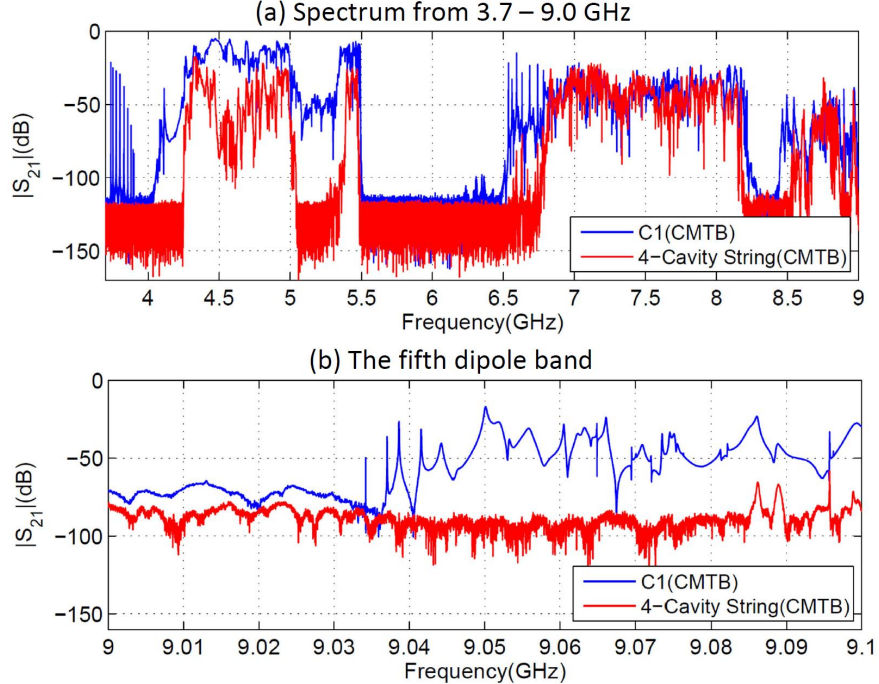 (a) Spectrum from 3.7 – 9.0 GHz
0
−50
−100
−150
|S21|(dB)
4 4.5 5 5.5 6 6.5 7 7.5 8 8.5 9
Frequency(GHz)
C1(CMTB)
4−Cavity String(CMTB)
(b) The fifth dipole band
0
−50
−100
−150
|S21|(dB)
9 9.01 9.02 9.03 9.04 9.05 9.06 9.07 9.08 9.09 9.1
Frequency(GHz)
C1(CMTB)
4−Cavity String(CMTB)